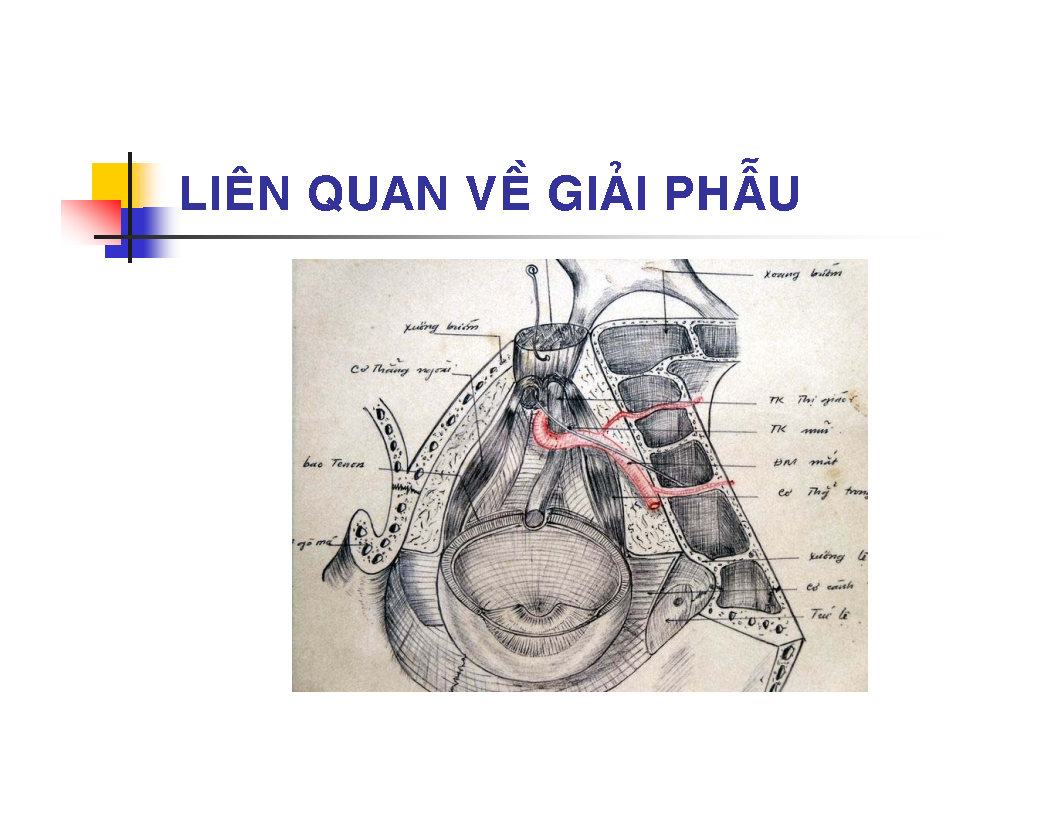 LIÊN QUAN VỀ GIẢI PHẪU
xoang bướm
xương bướm
cơ thẳng ngoài
TK thị giác
TK mũi
bao Tenon
ĐM mắt
cơ thẳng trong
gò má
xương lệ
cơ
Túi lệ